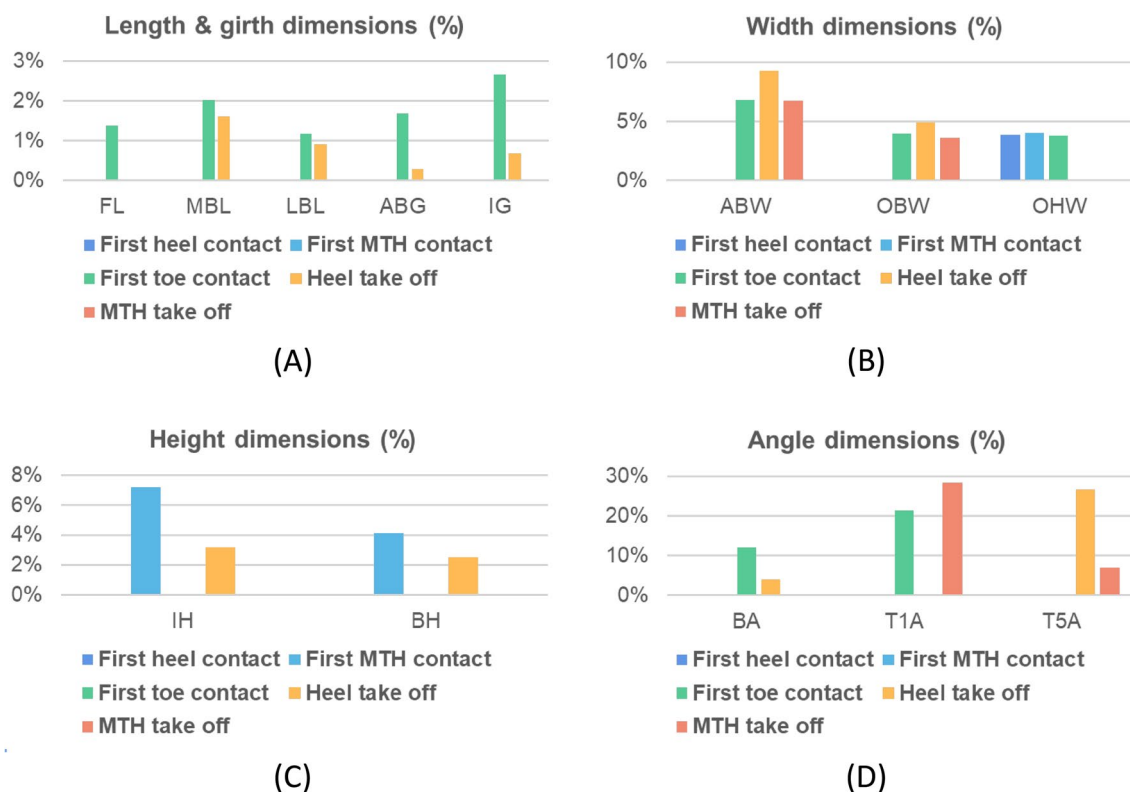 Length & girth dimensions (%)
3%
2%
1%
0%
FL MBL LBL ABG IG
First heel contact First MTH contact
First toe contact Heel take off
MTH take off
(A)
Width dimensions (%)
10%
5%
0%
ABW OBW OHW
First heel contact First MTH contact
First toe contact Heel take off
MTH take off
(B)
Height dimensions (%)
8%
6%
4%
2%
0%
IH BH
First heel contact First MTH contact
First toe contact Heel take off
MTH take off
(C)
Angle dimensions (%)
30%
20%
10%
0%
BA T1A T5A
First heel contact First MTH contact
First toe contact Heel take off
MTH take off
(D)